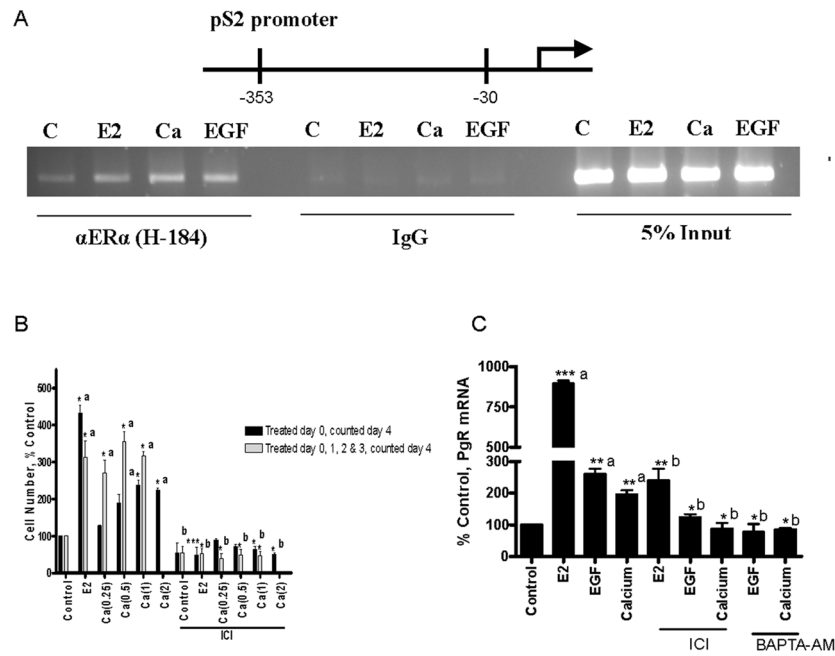 A
pS2 promoter
-353
-30
C E2 Ca EGF C E2 Ca EGF C E2 Ca EGF
αERα (H-184) IgG 5% Input
B
Cell Number, % Control
500
400
300
200
100
0
* a
* a
* a
* a
a
* a
* a
*
b
***
* b
* b
* b
* b
*
*
b
Treated day 0, counted day 4
Treated day 0, 1, 2 & 3, counted day 4
Control
E2
Ca(0.25)
Ca(0.5)
Ca(1)
Ca(2)
Control
E2
Ca(0.25)
Ca(0.5)
Ca(1)
Ca(2)
ICI
C
% Control, PgR mRNA
1000
750
500
300
200
100
0
*** a
** a
** a
** b
* b
* b
* b
* b
Control
E2
EGF
Calcium
E2
EGF
Calcium
EGF
Calcium
ICI
BAPTA-AM